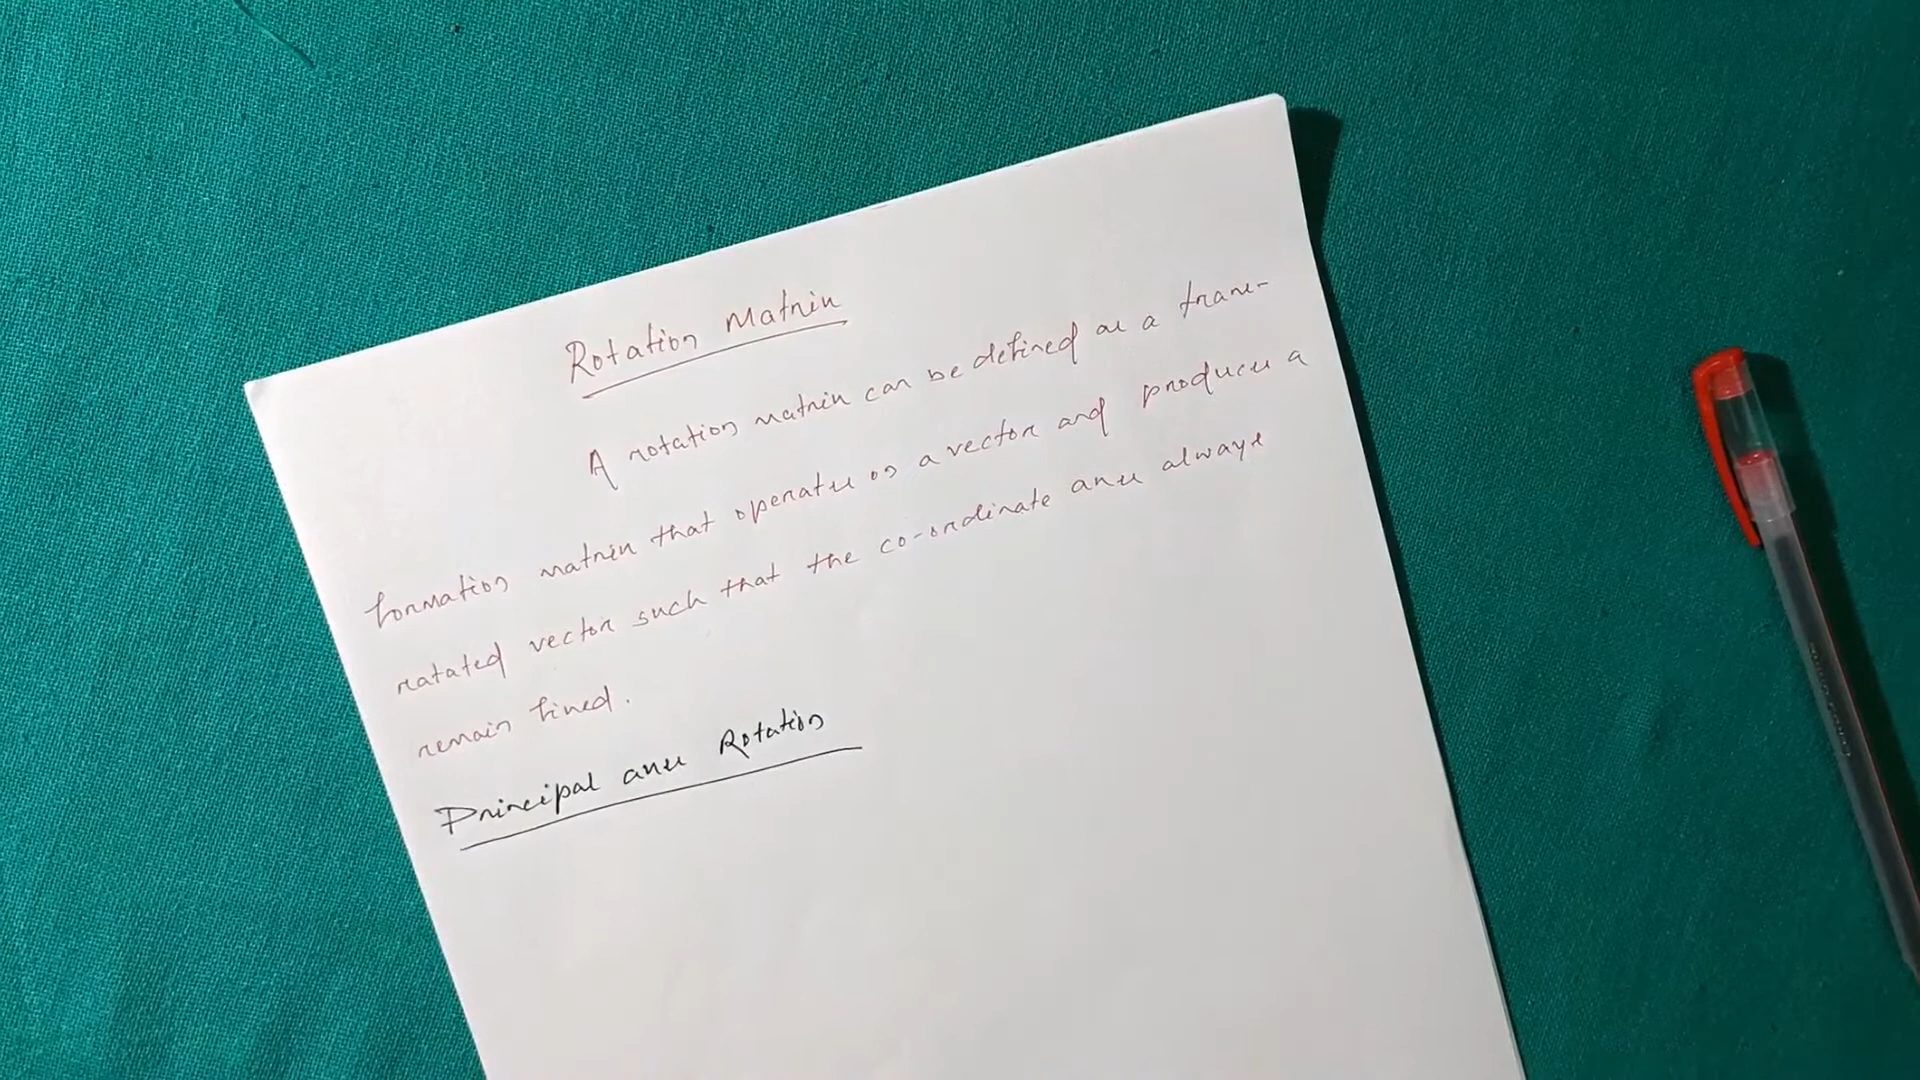 Rotation Matrix
A rotation matrix can be defined as a trans-
formation matrix that operates on a vector and produces a
ratated vector such that the co-ordinate axes always
remain fixed.
Principal axes Rotation